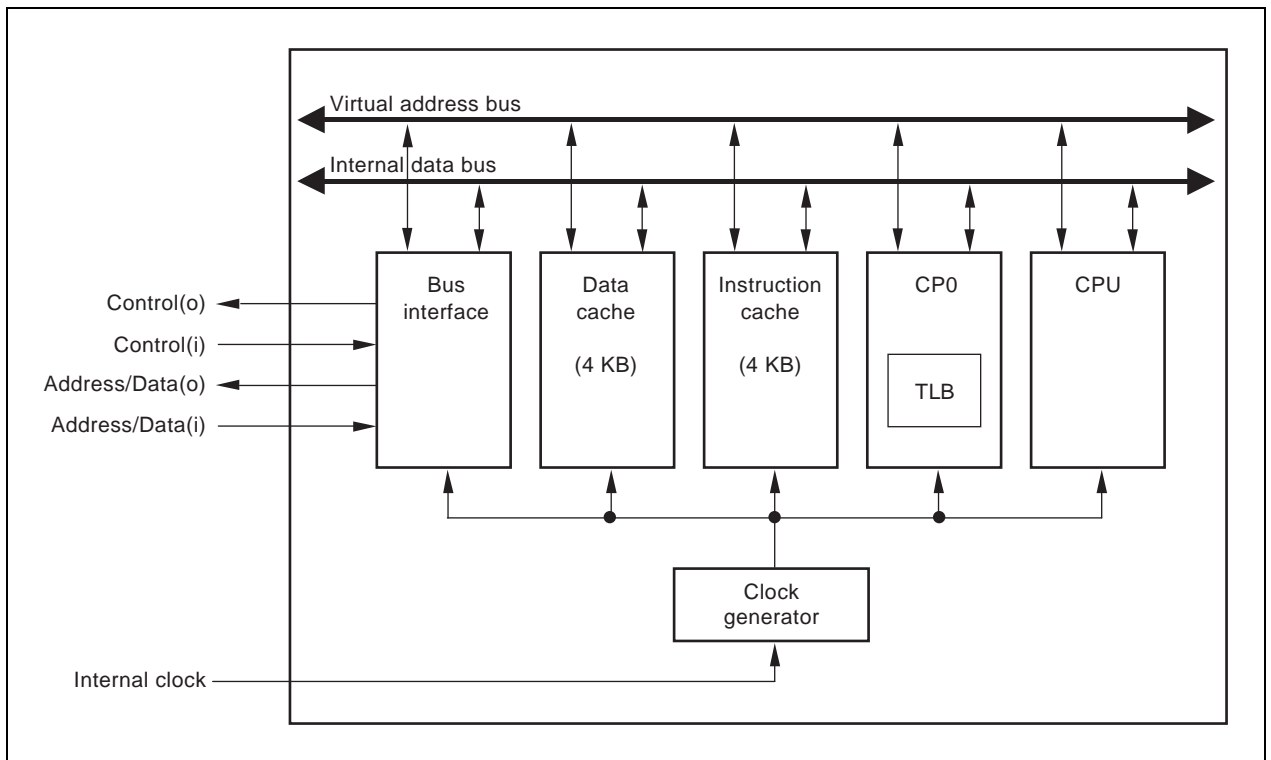 Virtual address bus
Internal data bus
Bus
interface
Data
cache
(4 KB)
Instruction
cache
(4 KB)
CP0
TLB
CPU
Control(o)
Control(i)
Address/Data(o)
Address/Data(i)
Clock
generator
Internal clock